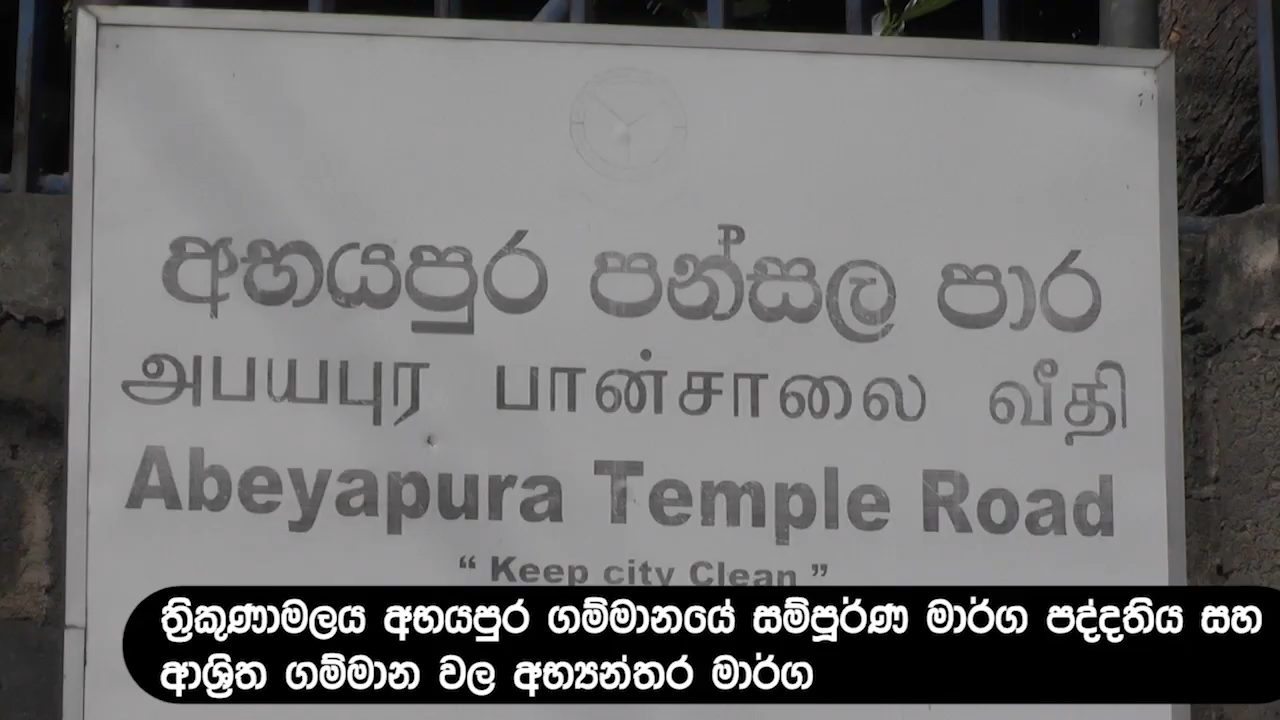 අභයපුර පන්සල පාර
அபயபுர பான்சாலை வீதி
Abeyapura Temple Road
“ Keep city Clean ”
ත්‍රිකුණාමලය අභයපුර ගම්මානයේ සම්පූර්ණ මාර්ග පද්දතිය සහ
ආශ්‍රිත ගම්මාන වල අභ්‍යන්තර මාර්ග